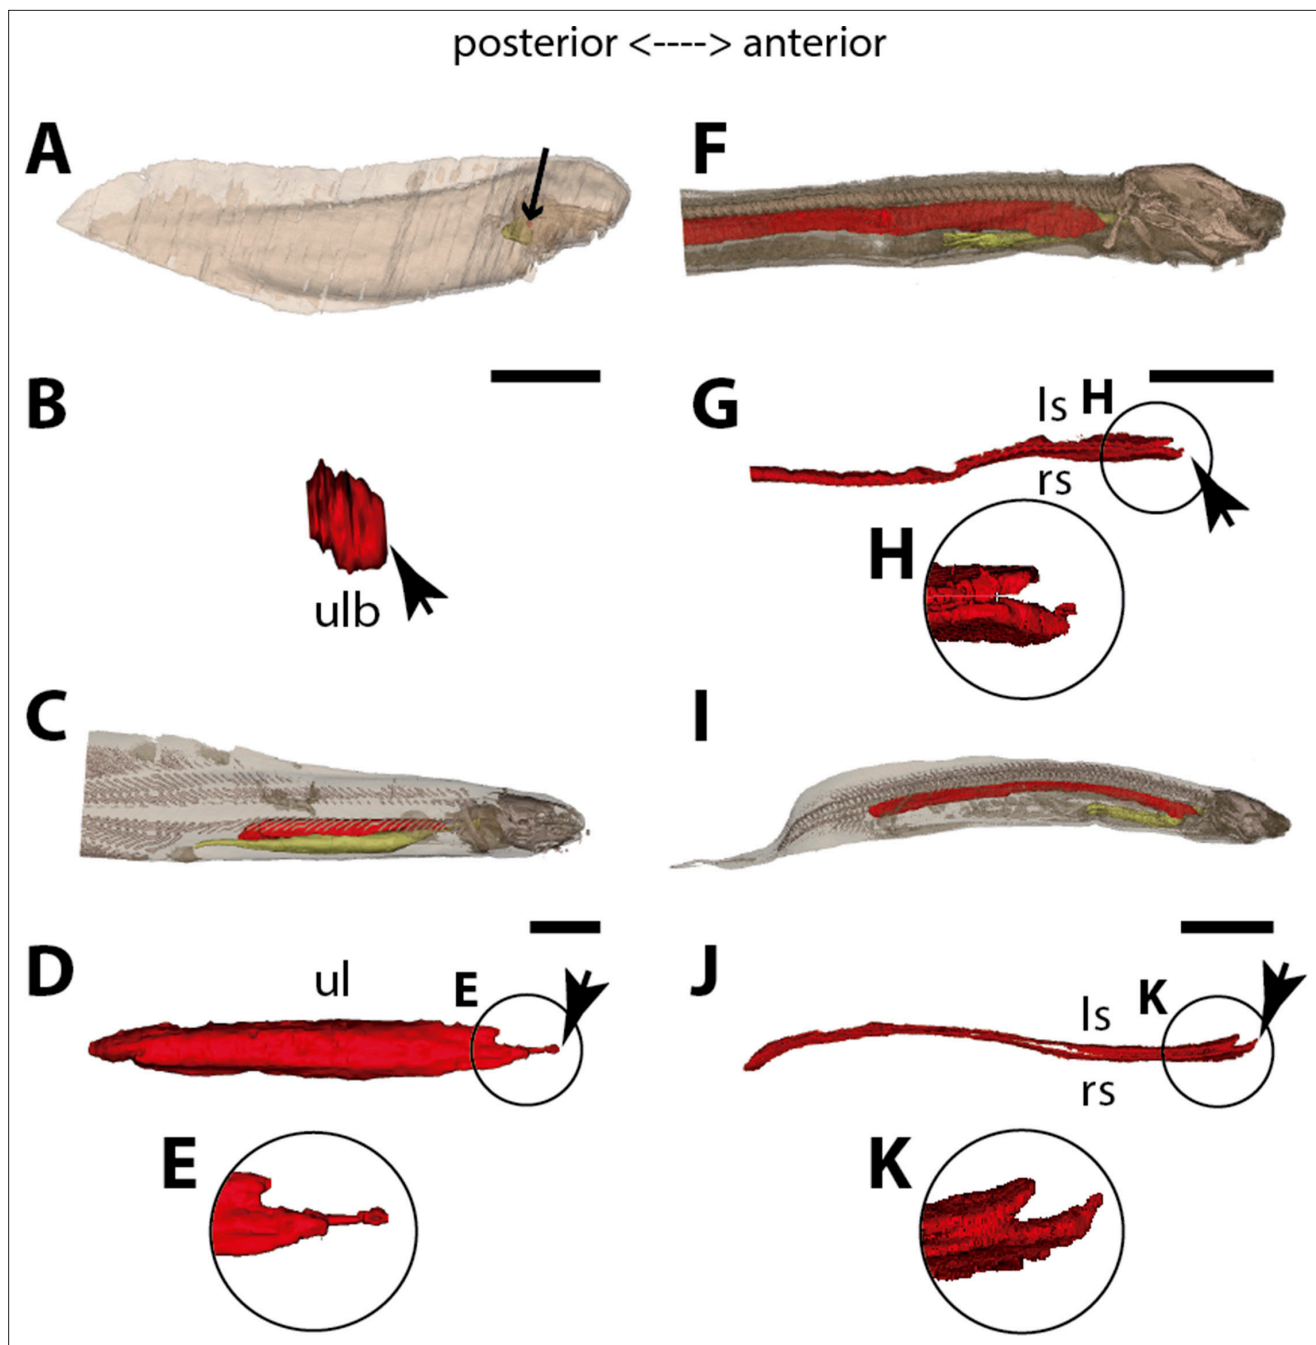 posterior <----> anterior
A
B
ulb
C
D
ul
E
E
F
G
ls
H
rs
H
I
J
ls
K
rs
K